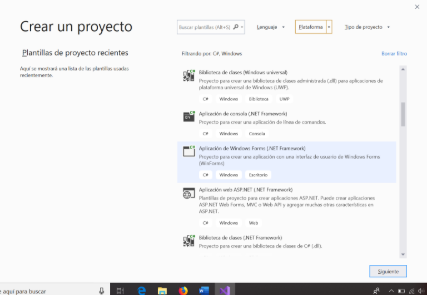 Crear un proyecto
Buscar plantillas (Alt+S)
Lenguaje
Plataforma
Tipo de proyecto
Plantillas de proyecto recientes
Aquí se mostrará una lista de las plantillas usadas
recientemente.
Filtrando por: C#, Windows
Borrar filtro
Biblioteca de clases (Windows universal)
Proyecto para crear una biblioteca de clases administrada (.dll) para aplicaciones de
plataforma universal de Windows (UWP).
C# Windows Biblioteca UWP
Aplicación de consola (.NET Framework)
Proyecto para crear una aplicación de línea de comandos.
C# Windows Consola
Aplicación de Windows Forms (.NET Framework)
Proyecto para crear una aplicación con una interfaz de usuario de Windows Forms
(WinForms)
C# Windows Escritorio
Aplicación web ASP.NET (.NET Framework)
Plantillas de proyecto para crear aplicaciones ASP.NET. Puede crear aplicaciones
ASP.NET Web Forms, MVC o Web API y agregar muchas otras características en
ASP.NET.
C# Windows Web
Biblioteca de clases (.NET Framework)
Proyecto para crear una biblioteca de clases de C# (.dll).
Siguiente
aquí para buscar